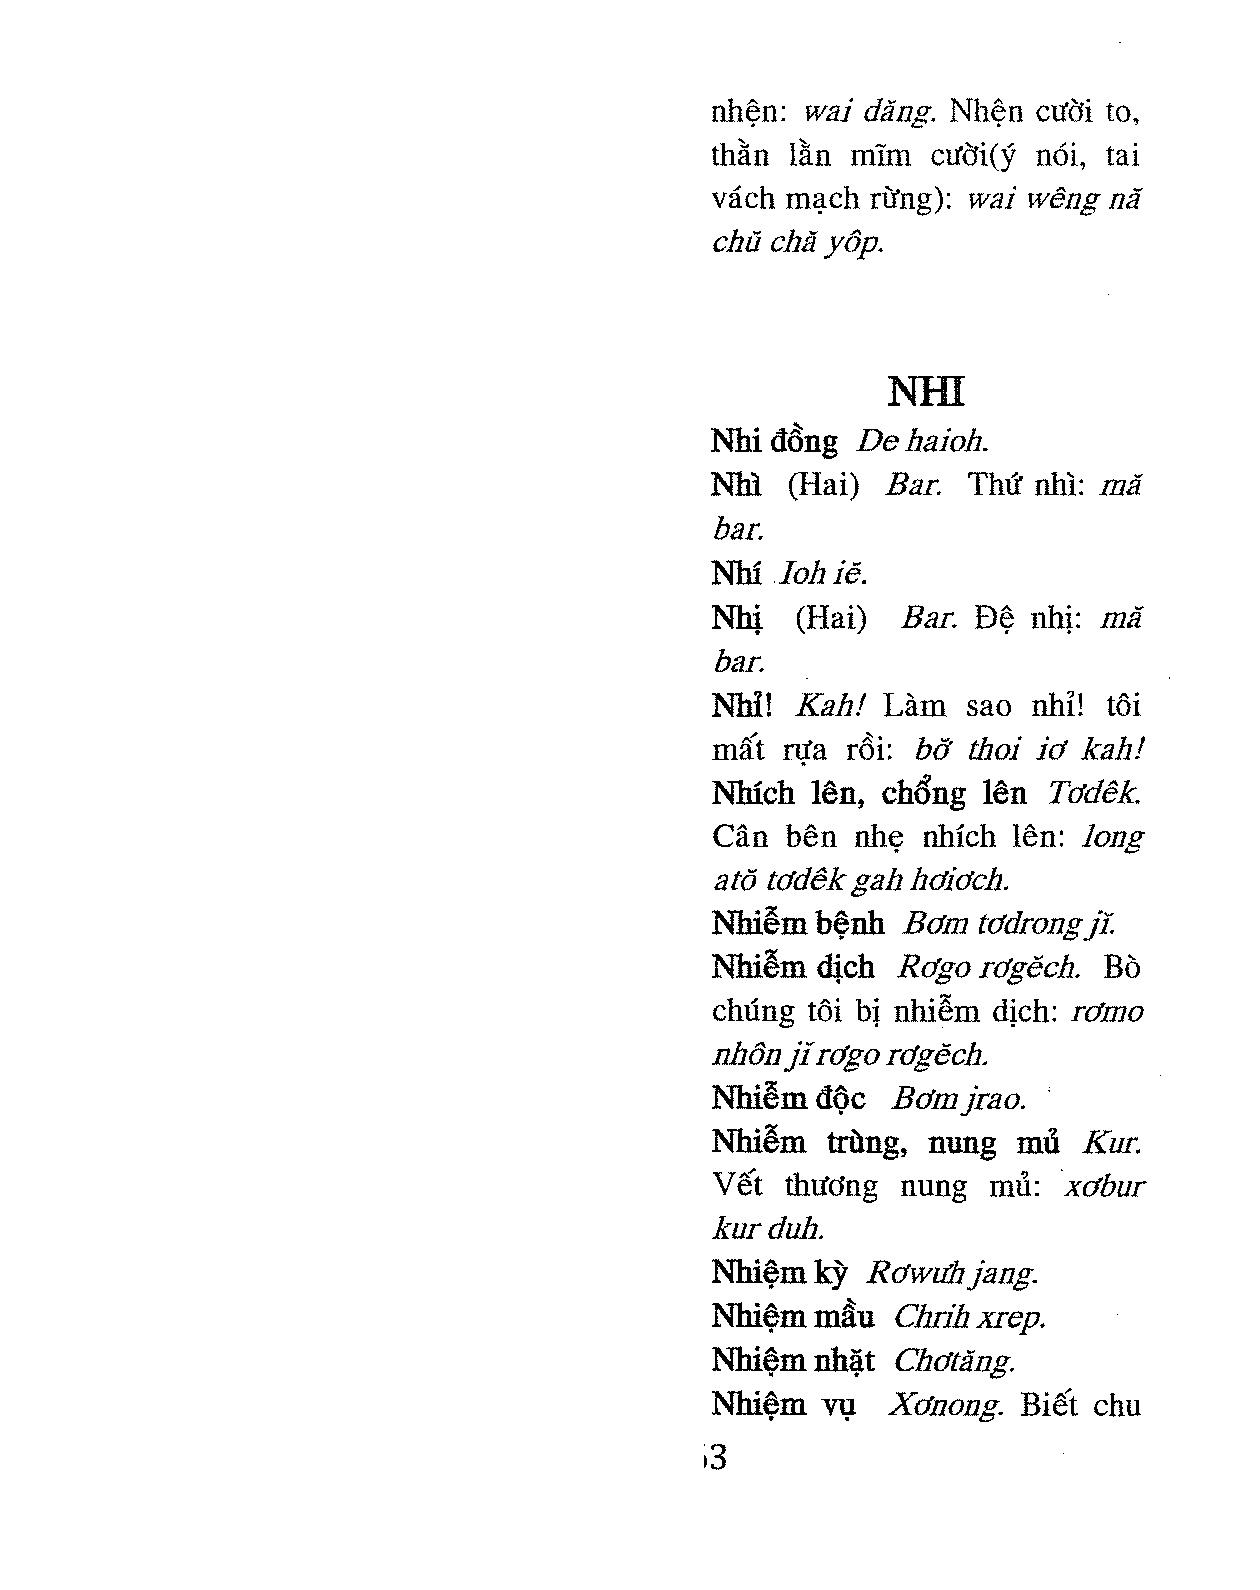 nhện: wai dăng. Nhện cười to,
thằn lằn mĩm cười(ý nói, tai
vách mạch rừng): wai wêng nă
chŭ chă yôp.
NHI
Nhi đồng De haioh.
Nhì (Hai) Bar. Thứ nhì: mă
bar.
Nhí Ioh iĕ.
Nhị (Hai) Bar. Đệ nhị: mă
bar.
Nhỉ! Kah! Làm sao nhỉ! tôi
mất rựa rồi: bơ̆ thoi iơ kah!
Nhích lên, chổng lên Tơdêk.
Cân bên nhẹ nhích lên: long
atŏ tơdêk gah hơiơch.
Nhiễm bệnh Bơm tơdrong jĭ.
Nhiễm dịch Rơgo rơgĕch. Bò
chúng tôi bị nhiễm dịch: rơmo
nhôn jĭ rơgo rơgĕch.
Nhiễm độc Bơm jrao.
Nhiễm trùng, nung mủ Kur.
Vết thương nung mủ: xơbur
kur duh.
Nhiệm kỳ Rơwưh jang.
Nhiệm mầu Chrih xrep.
Nhiệm nhặt Chơtăng.
Nhiệm vụ Xơnong. Biết chu
53